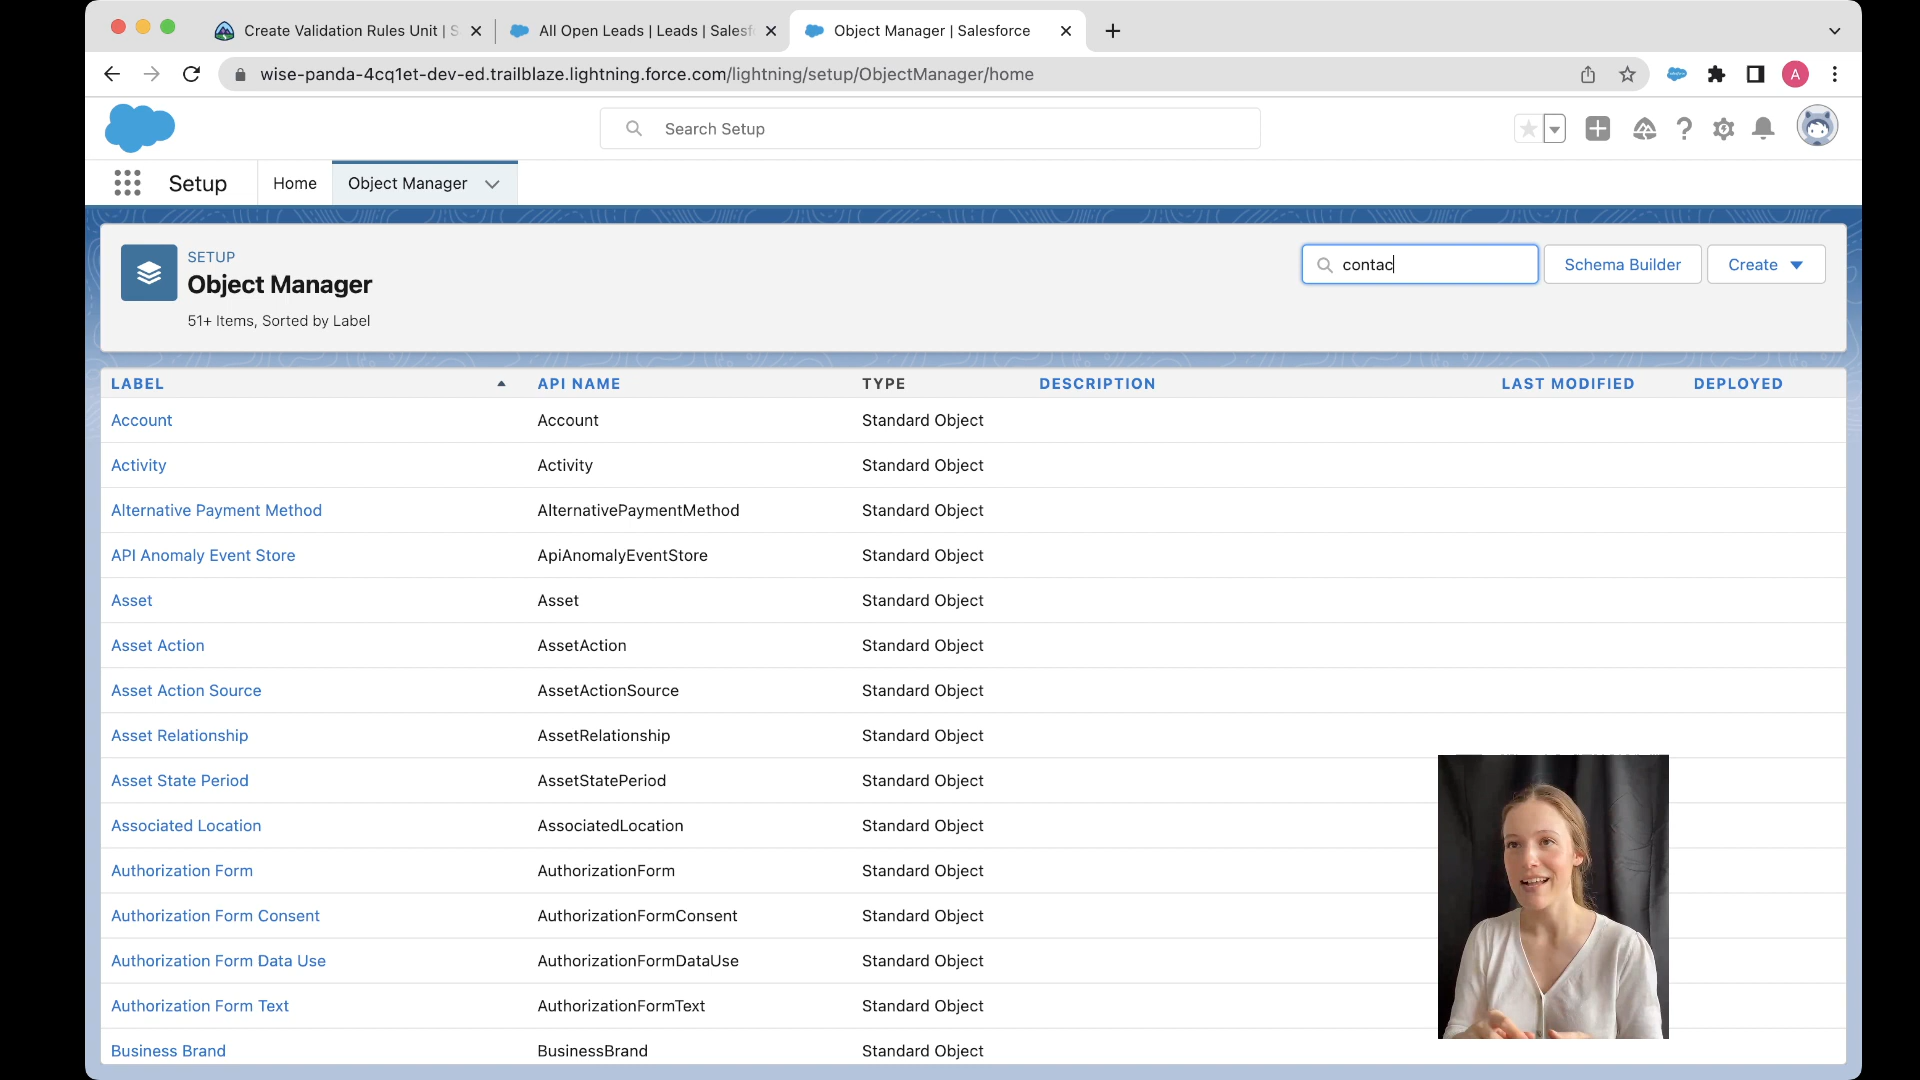 Create Validation Rules Unit | S
All Open Leads | Leads | Salesf
Object Manager | Salesforce
wise-panda-4cq1et-dev-ed.trailblaze.lightning.force.com/lightning/setup/ObjectManager/home
A
Search Setup
Setup
Home
Object Manager
SETUP
Object Manager
51+ Items, Sorted by Label
contac
Schema Builder
Create
LABEL API NAME TYPE DESCRIPTION LAST MODIFIED DEPLOYED
Account Account Standard Object
Activity Activity Standard Object
Alternative Payment Method AlternativePaymentMethod Standard Object
API Anomaly Event Store ApiAnomalyEventStore Standard Object
Asset Asset Standard Object
Asset Action AssetAction Standard Object
Asset Action Source AssetActionSource Standard Object
Asset Relationship AssetRelationship Standard Object
Asset State Period AssetStatePeriod Standard Object
Associated Location AssociatedLocation Standard Object
Authorization Form AuthorizationForm Standard Object
Authorization Form Consent AuthorizationFormConsent Standard Object
Authorization Form Data Use AuthorizationFormDataUse Standard Object
Authorization Form Text AuthorizationFormText Standard Object
Business Brand BusinessBrand Standard Object